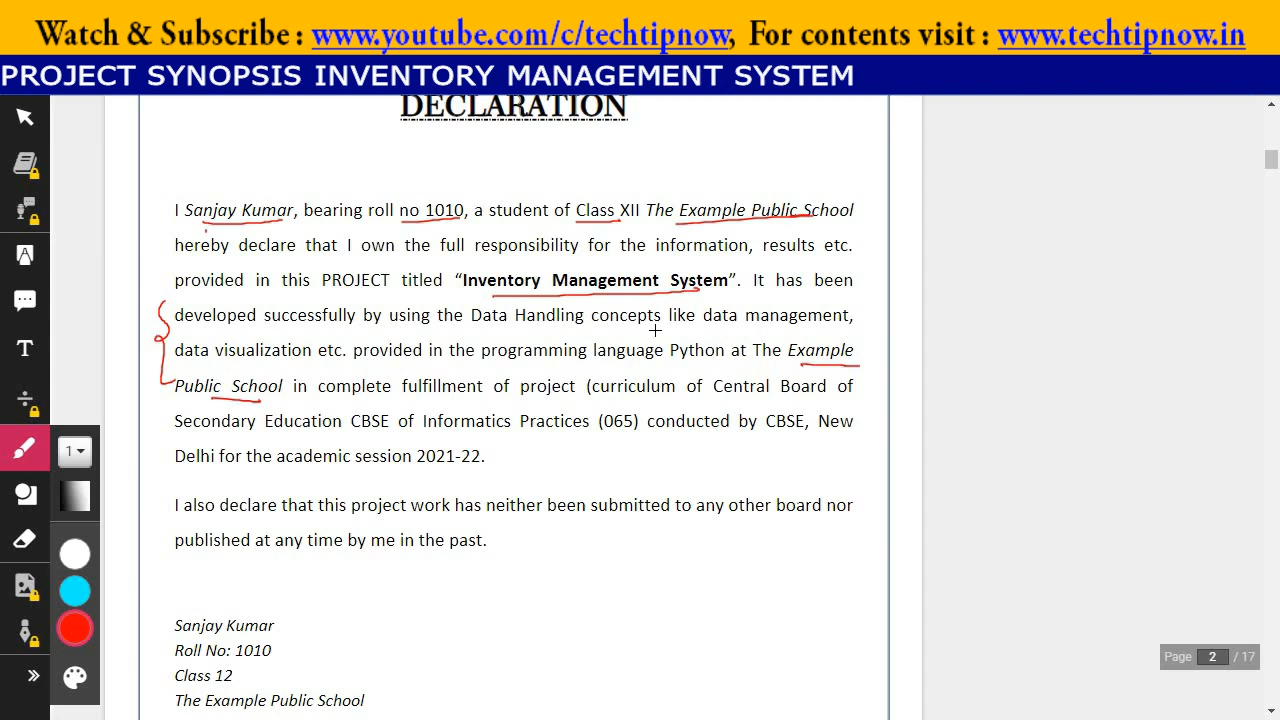 Watch & Subscribe : www.youtube.com/c/techtipnow, For contents visit : www.techtipnow.in
PROJECT SYNOPSIS INVENTORY MANAGEMENT SYSTEM
DECLARATION
I Sanjay Kumar, bearing roll no 1010, a student of Class XII The Example Public School
hereby declare that I own the full responsibility for the information, results etc.
provided in this PROJECT titled “Inventory Management System”. It has been
developed successfully by using the Data Handling concepts like data management,
data visualization etc. provided in the programming language Python at The Example
Public School in complete fulfillment of project (curriculum of Central Board of
Secondary Education CBSE of Informatics Practices (065) conducted by CBSE, New
Delhi for the academic session 2021-22.
I also declare that this project work has neither been submitted to any other board nor
published at any time by me in the past.
Sanjay Kumar
Roll No: 1010
Class 12
The Example Public School
T
1
Page 2 / 17